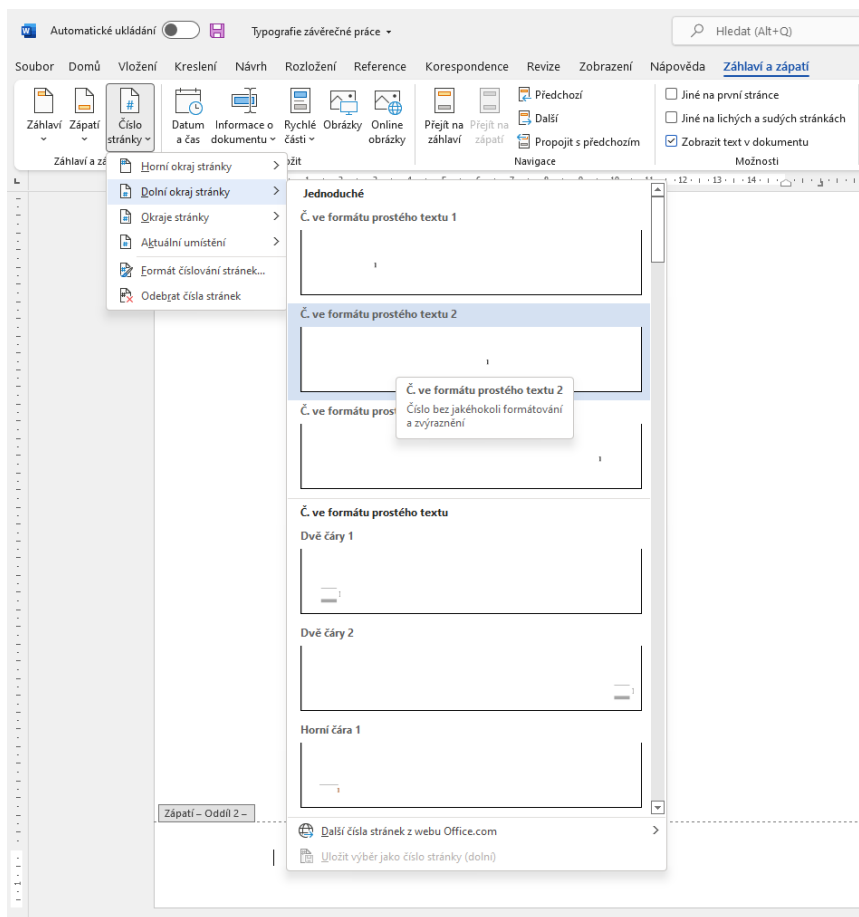 Automatické ukládání
Typografie závěrečné práce
Hledat (Alt+Q)
Soubor Domů Vložení Kreslení Návrh Rozložení Reference Korespondence Revize Zobrazení Nápověda Záhlaví a zápatí
Záhlaví
Zápatí
Číslo
stránky
Datum
a čas
Informace o
dokumentu
Rychlé
části
Obrázky
Online
obrázky
Přejít na
záhlaví
Přejít na
zápatí
Předchozí
Další
Propojit s předchozím
Jiné na první stránce
Jiné na lichých a sudých stránkách
Zobrazit text v dokumentu
Navigace
Možnosti
Horní okraj stránky
Dolní okraj stránky
Okraje stránky
Aktuální umístění
Formát číslování stránek...
Odebrat čísla stránek
Jednoduché
Č. ve formátu prostého textu 1
Č. ve formátu prostého textu 2
Č. ve formátu prostého textu 2
Číslo bez jakéhokoli formátování
a zvýraznění
Č. ve formátu
Č. ve formátu prostého textu
Dvě čáry 1
Dvě čáry 2
Horní čára 1
Zápatí – Oddíl 2 –
Další čísla stránek z webu Office.com
Uložit výběr jako číslo stránky (dolní)